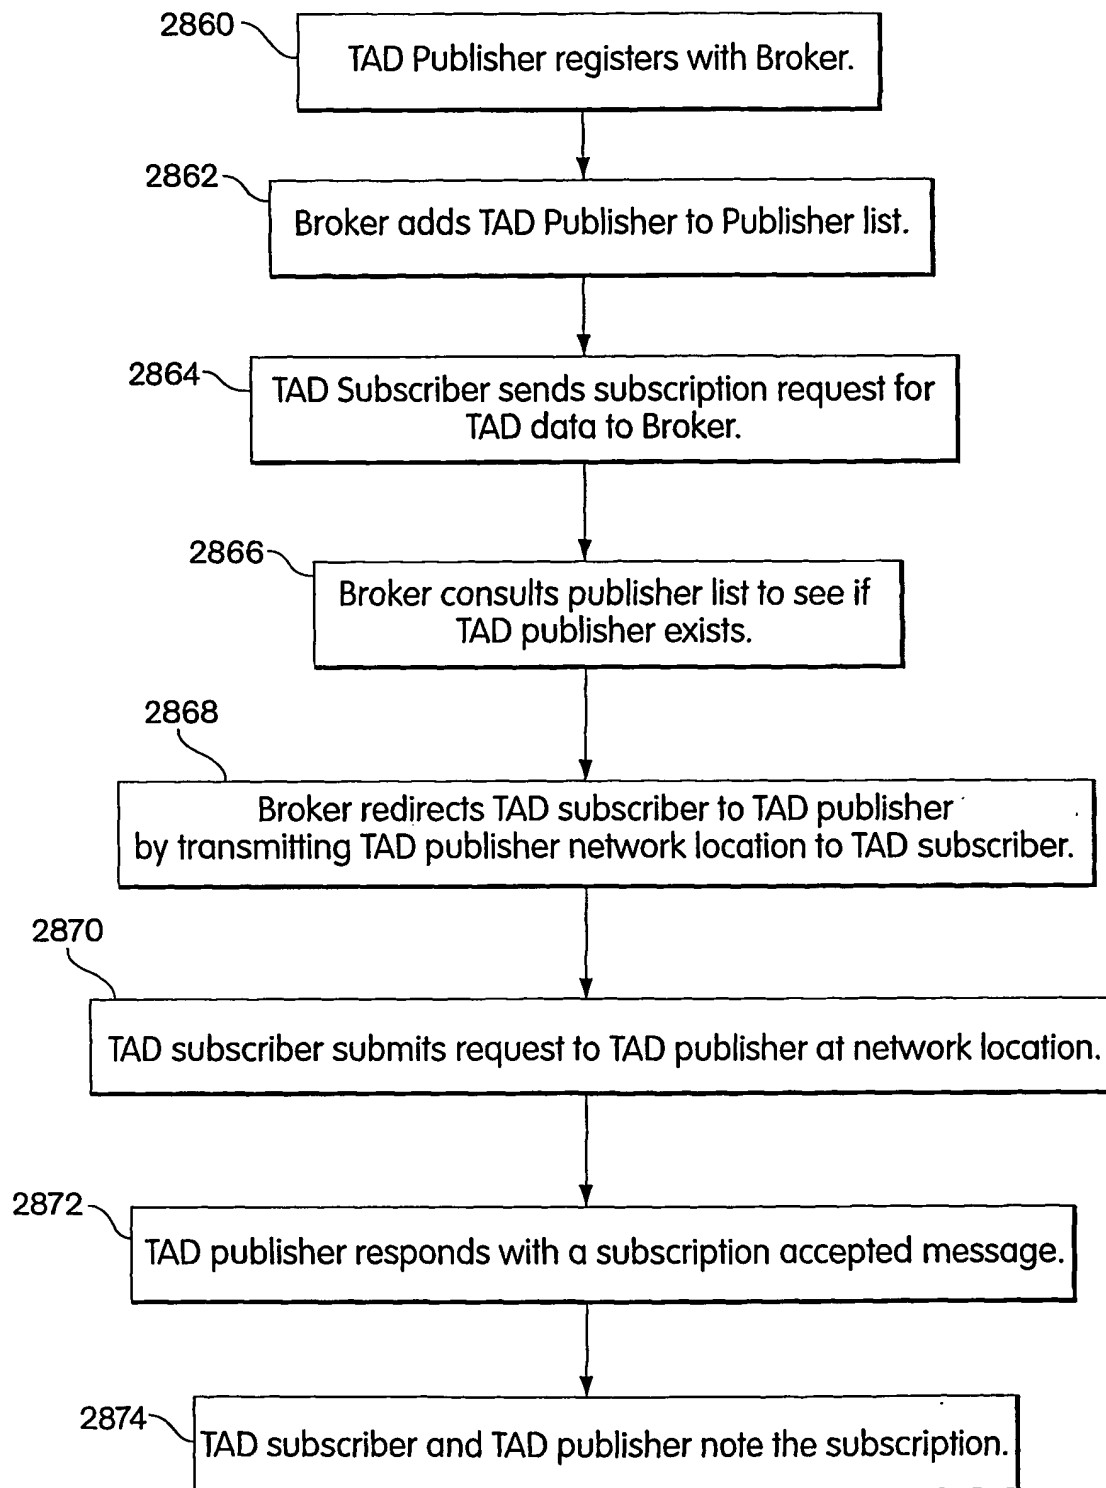 2860
TAD Publisher registers with Broker.
2862
Broker adds TAD Publisher to Publisher list.
2864
TAD Subscriber sends subscription request for
TAD data to Broker.
2866
Broker consults publisher list to see if
TAD publisher exists.
2868
Broker redirects TAD subscriber to TAD publisher
by transmitting TAD publisher network location to TAD subscriber.
2870
TAD subscriber submits request to TAD publisher at network location.
2872
TAD publisher responds with a subscription accepted message.
2874
TAD subscriber and TAD publisher note the subscription.